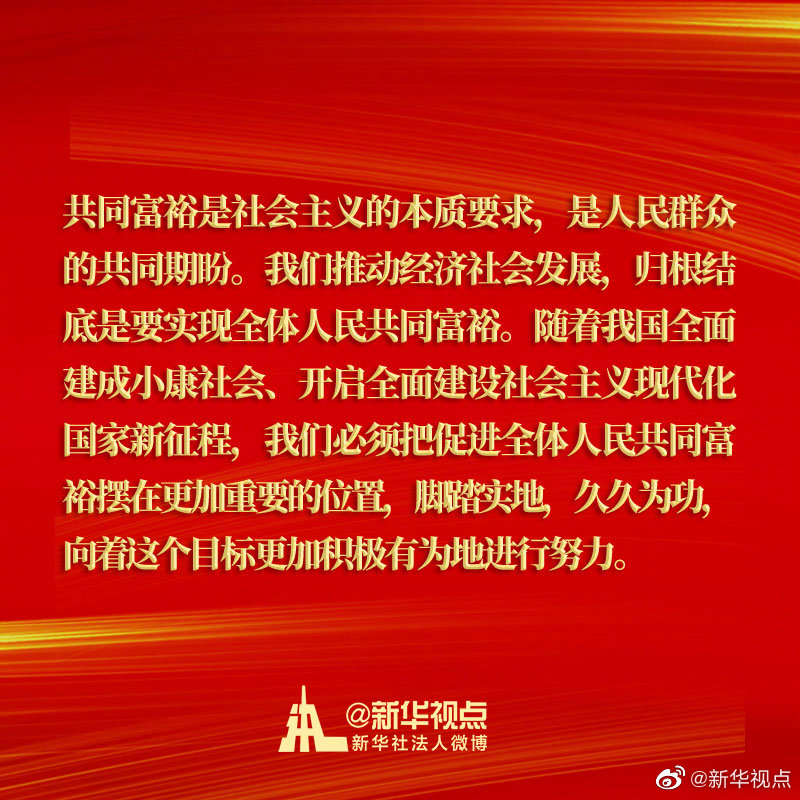 共同富裕是社会主义的本质要求，是人民群众
的共同期盼。我们推动经济社会发展，归根结
底是要实现全体人民共同富裕。随着我国全面
建成小康社会、开启全面建设社会主义现代化
国家新征程，我们必须把促进全体人民共同富
裕摆在更加重要的位置，脚踏实地，久久为功，
向着这个目标更加积极有为地进行努力。
@新华视点
新华社法人微博
@新华视点